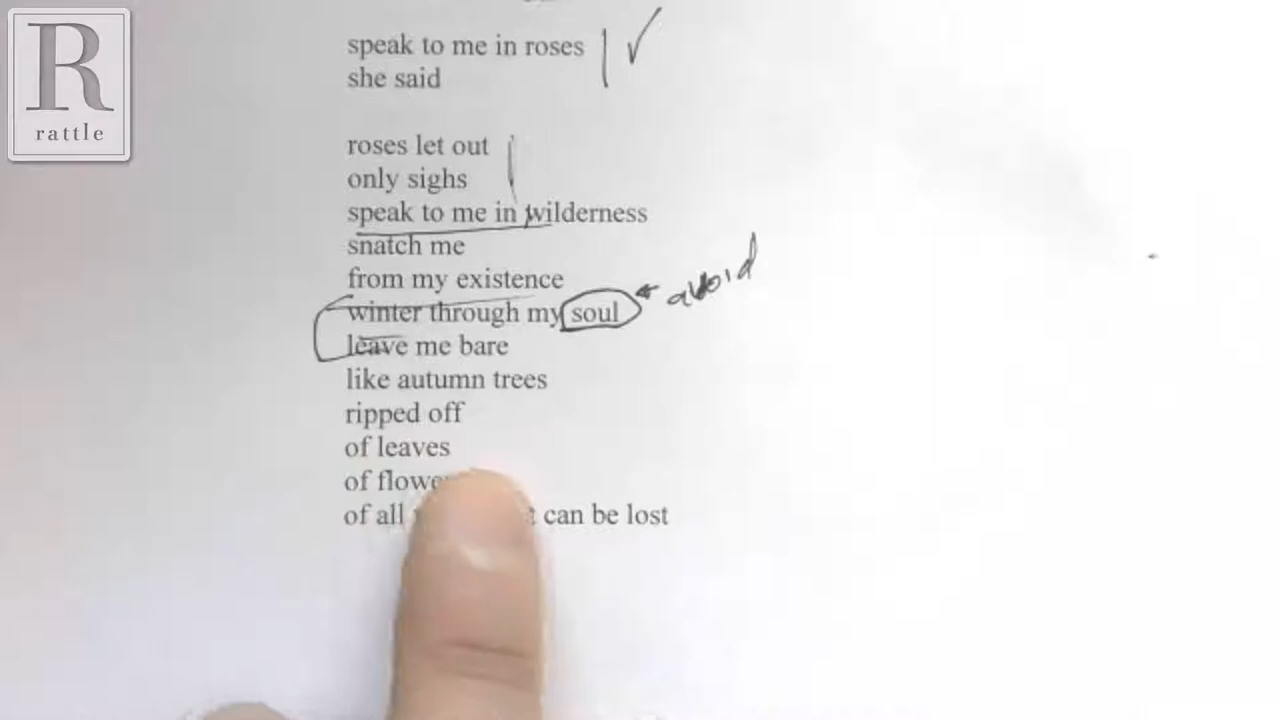 R
rattle
speak to me in roses
she said
roses let out
only sighs
speak to me in wilderness
snatch me
from my existence
winter through my soul
avoid
leave me bare
like autumn trees
ripped off
of leaves
of all can be lost